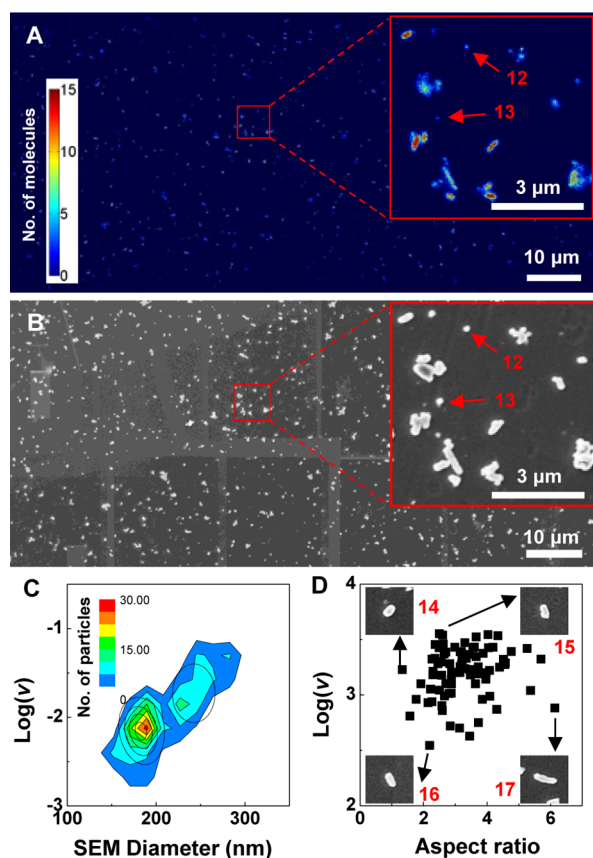 A
No. of molecules
15
10
5
0
12
13
3 µm
10 µm
B
12
13
3 µm
10 µm
C
No. of particles
30.00
15.00
0
Log(v)
-1
-2
-3
100
200
300
SEM Diameter (nm)
D
14
15
16
17
Log(v)
4
3
2
0
2
4
6
Aspect ratio